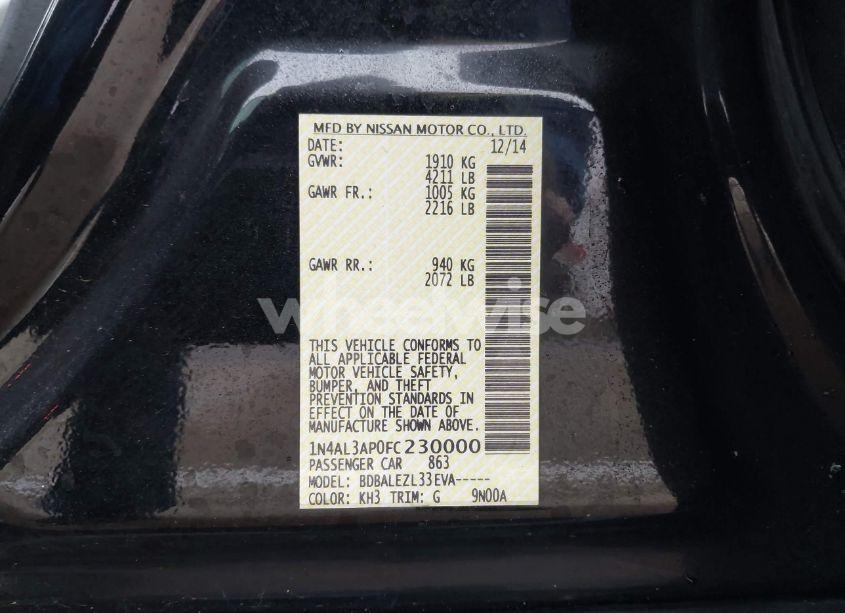 MFD BY NISSAN MOTOR CO., LTD.
DATE: 12/14
GVWR: 1910 KG
4211 LB
GAWR FR.: 1005 KG
2216 LB
GAWR RR.: 940 KG
2072 LB
wheelwise
THIS VEHICLE CONFORMS TO
ALL APPLICABLE FEDERAL
MOTOR VEHICLE SAFETY,
BUMPER, AND THEFT
PREVENTION STANDARDS IN
EFFECT ON THE DATE OF
MANUFACTURE SHOWN ABOVE.
1N4AL3AP0FC230000
PASSENGER CAR 863
MODEL: BDBALEZL33EVA-----
COLOR: KH3 TRIM: G 9N00A